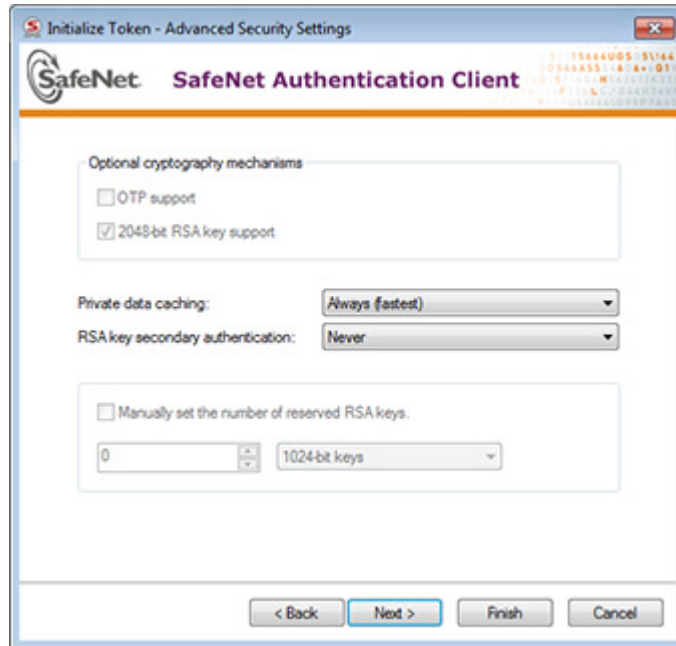 Initialize Token - Advanced Security Settings
SafeNet. SafeNet Authentication Client
Optional cryptography mechanisms
OTP support
2048-bit RSA key support
Private data caching: Always (fastest)
RSA key secondary authentication: Never
Manually set the number of reserved RSA keys.
0 1024-bit keys
< Back Next > Finish Cancel